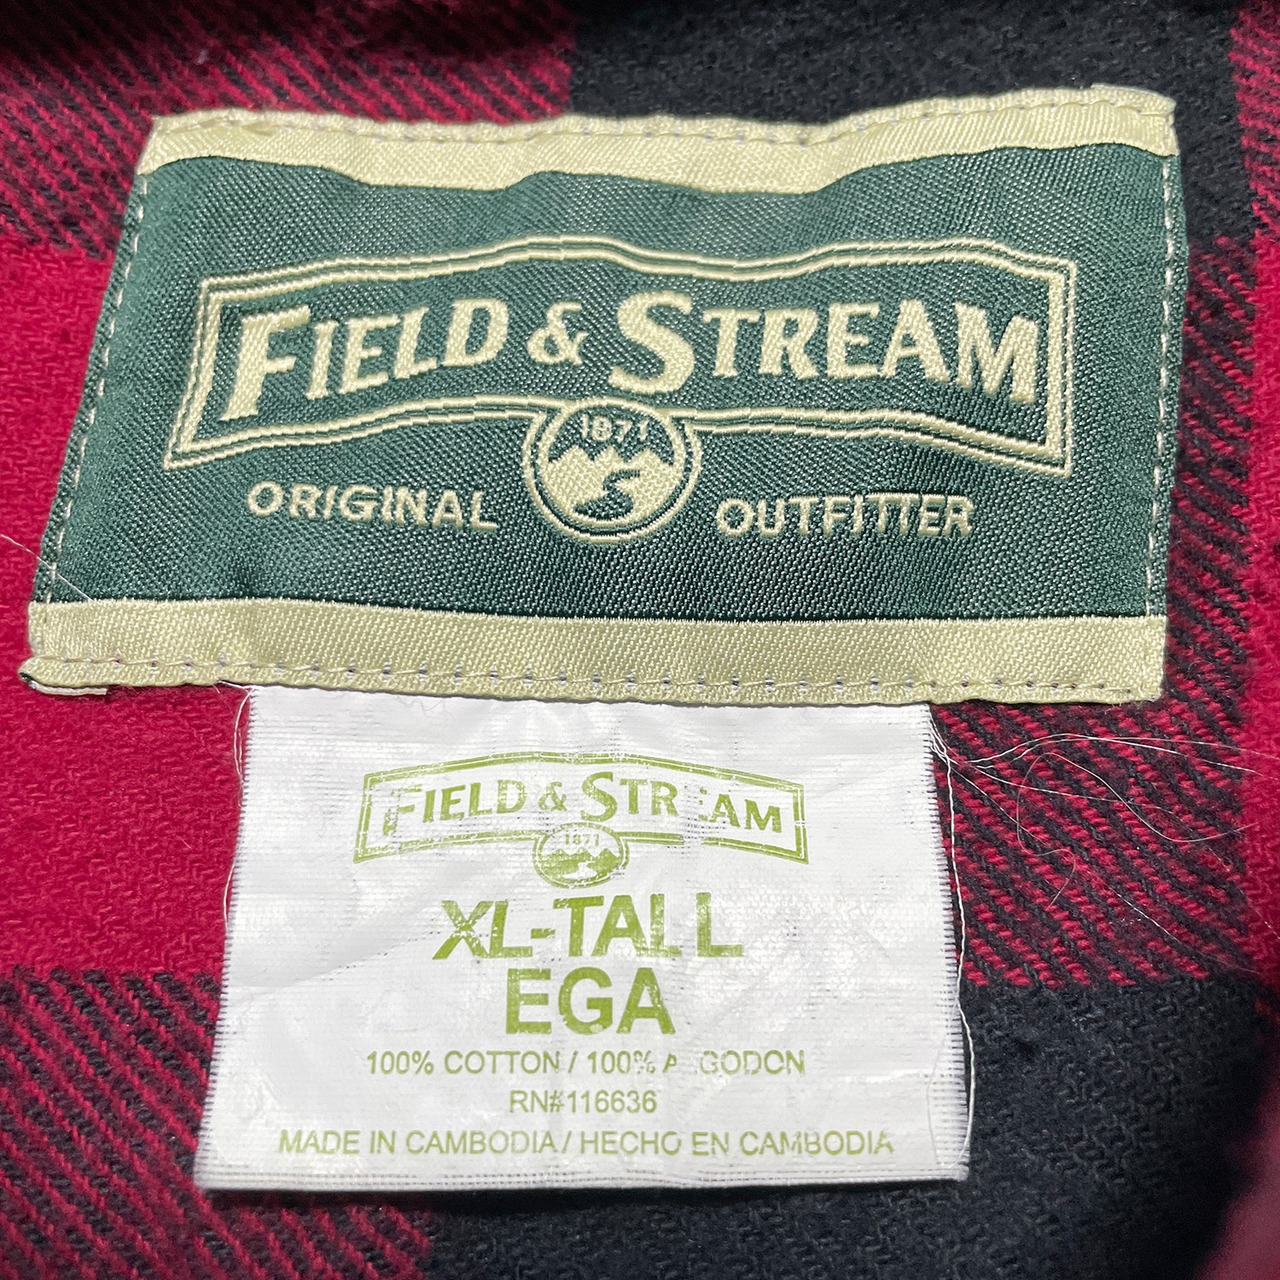 FIELD & STREAM
1871
ORIGINAL OUTFITTER
FIELD & STREAM
1871
XL-TALL
EGA
100% COTTON / 100% ALGODON
RN#116636
MADE IN CAMBODIA / HECHO EN CAMBODIA